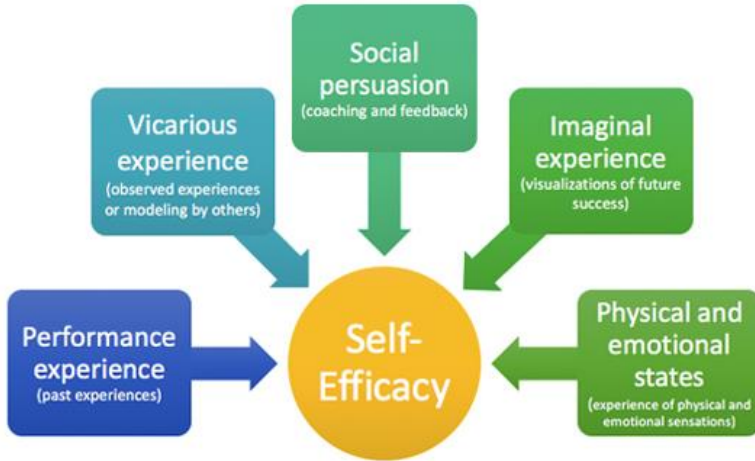 Social
persuasion
(coaching and feedback)
Vicarious
experience
(observed experiences
or modeling by others)
Imaginal
experience
(visualizations of future
success)
Performance
experience
(past experiences)
Self-
Efficacy
Physical and
emotional
states
(experience of physical and
emotional sensations)